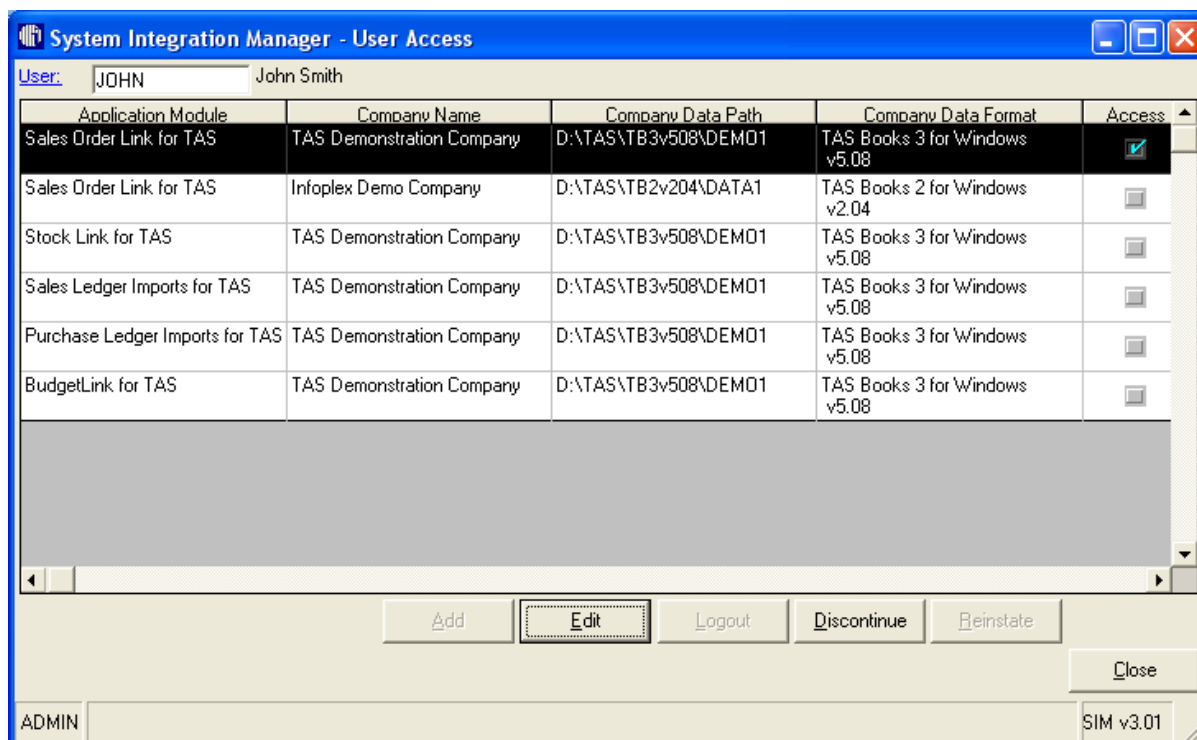 System Integration Manager - User Access
User: JOHN John Smith
Application Module Company Name Company Data Path Company Data Format Access
Sales Order Link for TAS TAS Demonstration Company D:\TAS\TB3v508\DEMO1 TAS Books 3 for Windows
v5.08
Sales Order Link for TAS Infoplex Demo Company D:\TAS\TB2v204\DATA1 TAS Books 2 for Windows
v2.04
Stock Link for TAS TAS Demonstration Company D:\TAS\TB3v508\DEMO1 TAS Books 3 for Windows
v5.08
Sales Ledger Imports for TAS TAS Demonstration Company D:\TAS\TB3v508\DEMO1 TAS Books 3 for Windows
v5.08
Purchase Ledger Imports for TAS TAS Demonstration Company D:\TAS\TB3v508\DEMO1 TAS Books 3 for Windows
v5.08
BudgetLink for TAS TAS Demonstration Company D:\TAS\TB3v508\DEMO1 TAS Books 3 for Windows
v5.08
Add Edit Logout Discontinue Reinstate
Close
ADMIN SIM v3.01